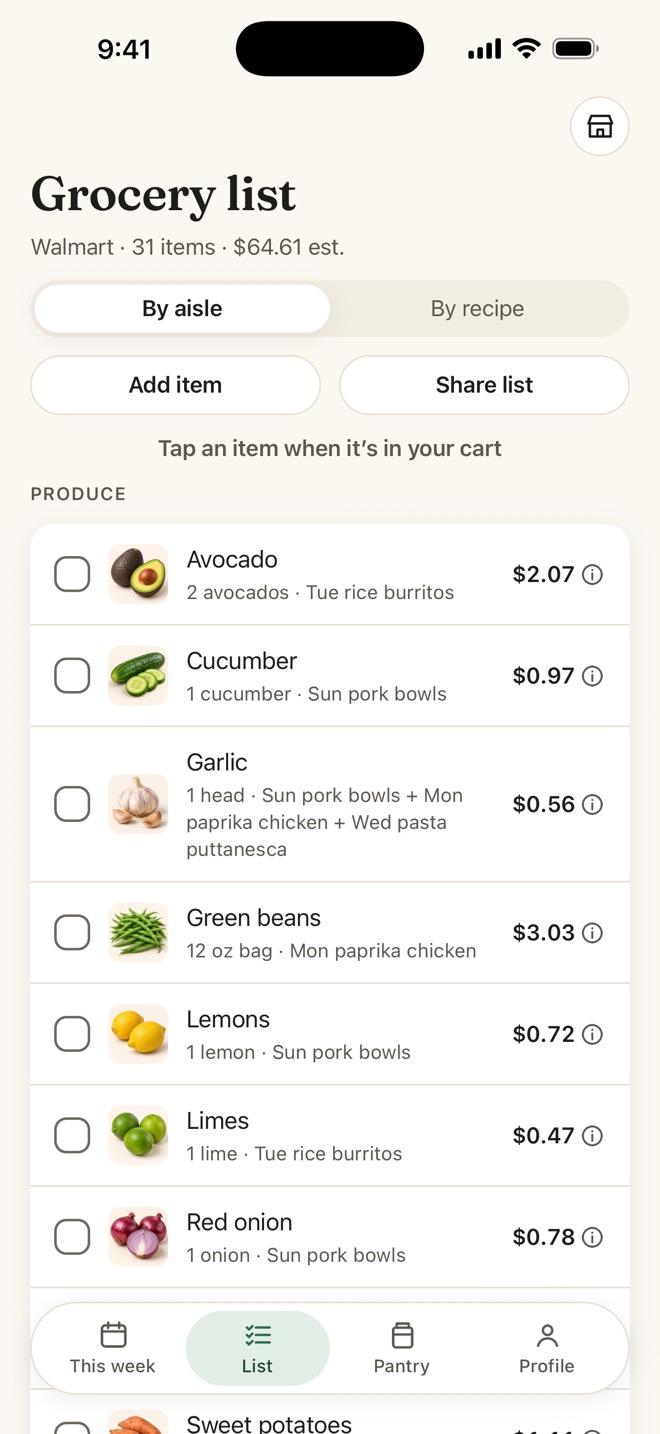 9:41
Grocery list
Walmart · 31 items · $64.61 est.
By aisle
By recipe
Add item
Share list
Tap an item when it’s in your cart
PRODUCE
Avocado
2 avocados · Tue rice burritos
$2.07
Cucumber
1 cucumber · Sun pork bowls
$0.97
Garlic
1 head · Sun pork bowls + Mon
paprika chicken + Wed pasta
puttanesca
$0.56
Green beans
12 oz bag · Mon paprika chicken
$3.03
Lemons
1 lemon · Sun pork bowls
$0.72
Limes
1 lime · Tue rice burritos
$0.47
Red onion
1 onion · Sun pork bowls
$0.78
This week
List
Pantry
Profile
Sweet potatoes